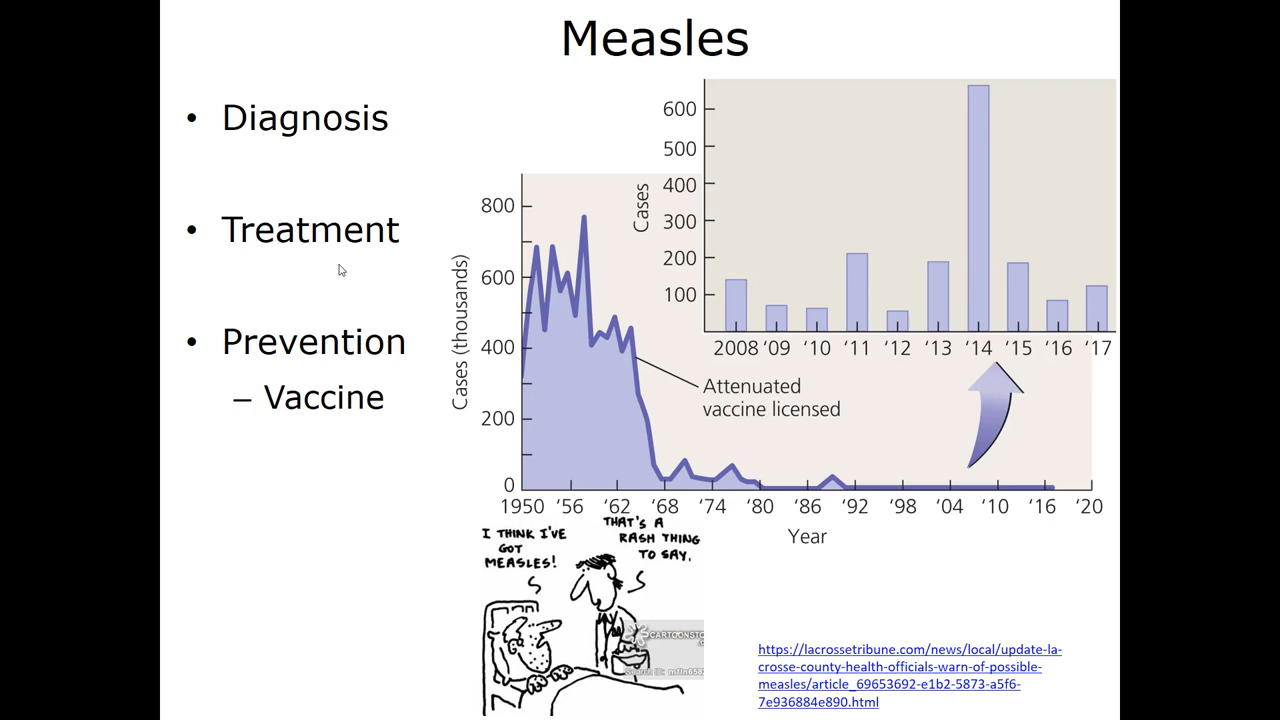 Measles
• Diagnosis
• Treatment
• Prevention
– Vaccine
Cases
600
500
400
300
200
100
2008 '09 '10 '11 '12 '13 '14 '15 '16 '17
Cases (thousands)
800
600
400
200
0
Attenuated
vaccine licensed
1950 '56 '62 '68 '74 '80 '86 '92 '98 '04 '10 '16 '20
Year
I THINK I'VE
GOT
MEASLES!
THAT'S A
RASH THING
TO SAY.
CARTOONSTO
Search ID:
https://lacrossetribune.com/news/local/update-la-
crosse-county-health-officials-warn-of-possible-
measles/article_69653692-e1b2-5873-a5f6-
7e936884e890.html